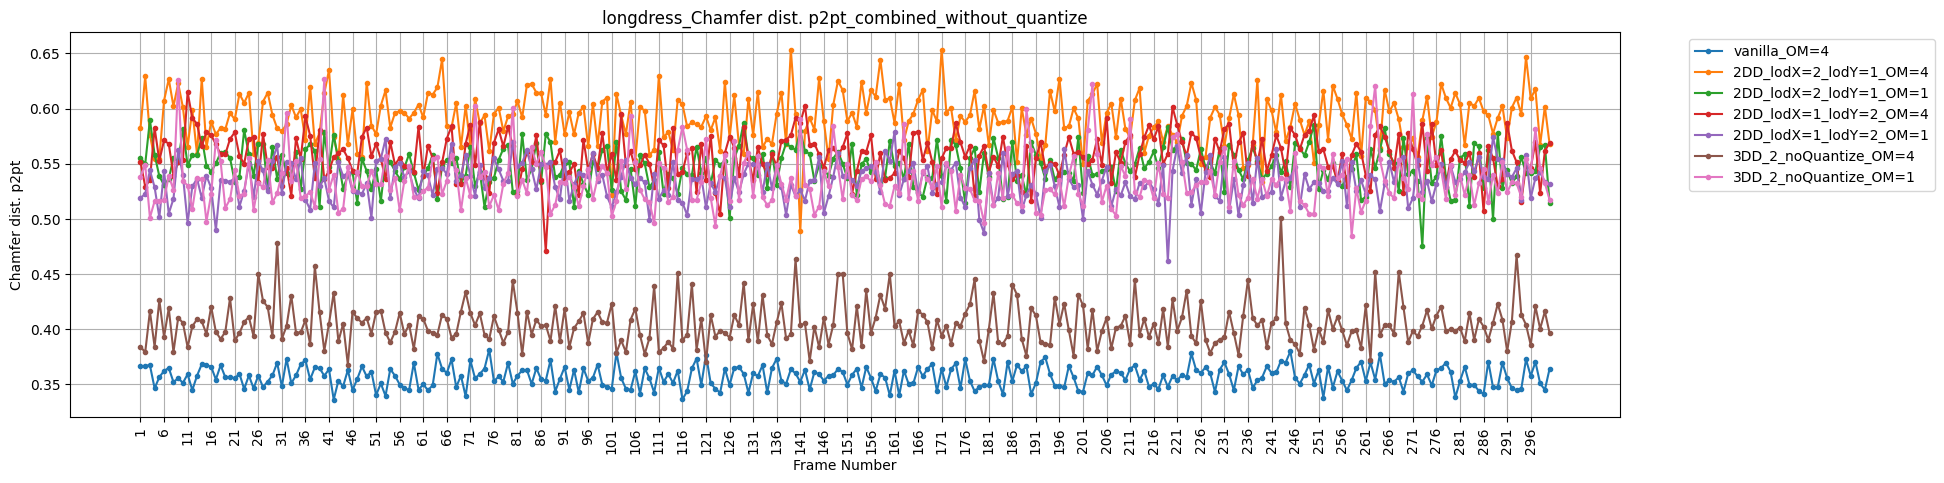 longdress_Chamfer dist. p2pt_combined_without_quantize
Chamfer dist. p2pt
0.65
0.60
0.55
0.50
0.45
0.40
0.35
1 6 11 16 21 26 31 36 41 46 51 56 61 66 71 76 81 86 91 96 101 106 111 116 121 126 131 136 141 146 151 156 161 166 171 176 181 186 191 196 201 206 211 216 221 226 231 236 241 246 251 256 261 266 271 276 281 286 291 296
Frame Number
vanilla_OM=4
2DD_lodX=2_lodY=1_OM=4
2DD_lodX=2_lodY=1_OM=1
2DD_lodX=1_lodY=2_OM=4
2DD_lodX=1_lodY=2_OM=1
3DD_2_noQuantize_OM=4
3DD_2_noQuantize_OM=1